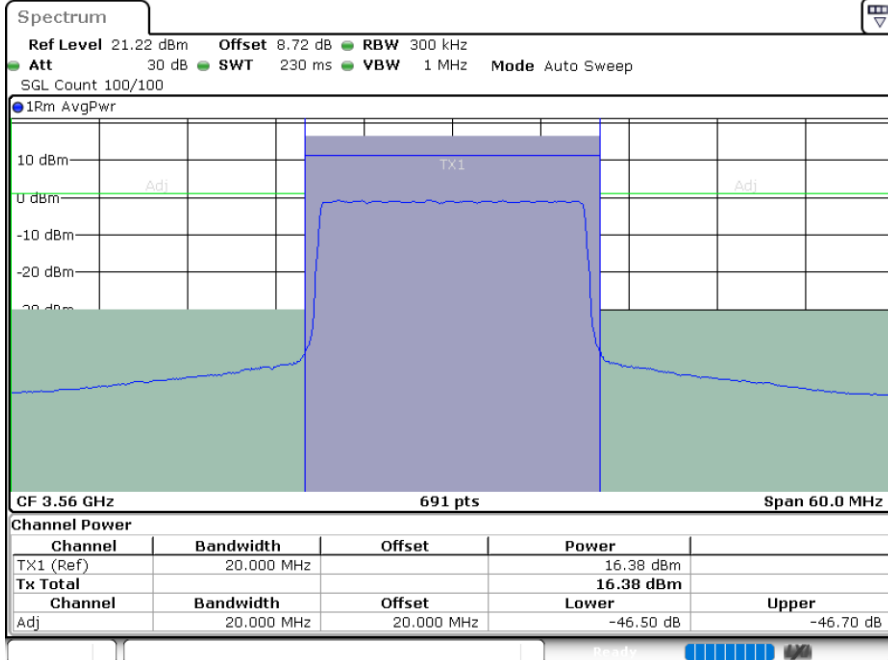 Spectrum
Ref Level 21.22 dBm Offset 8.72 dB RBW 300 kHz
Att 30 dB SWT 230 ms VBW 1 MHz Mode Auto Sweep
SGL Count 100/100
1Rm AvgPwr
10 dBm
TX1
Adj Adj
0 dBm
-10 dBm
-20 dBm
-30 dBm
CF 3.56 GHz 691 pts Span 60.0 MHz
Channel Power
Channel Bandwidth Offset Power
TX1 (Ref) 20.000 MHz 16.38 dBm
Tx Total 16.38 dBm
Channel Bandwidth Offset Lower Upper
Adj 20.000 MHz 20.000 MHz -46.50 dB -46.70 dB
Ready